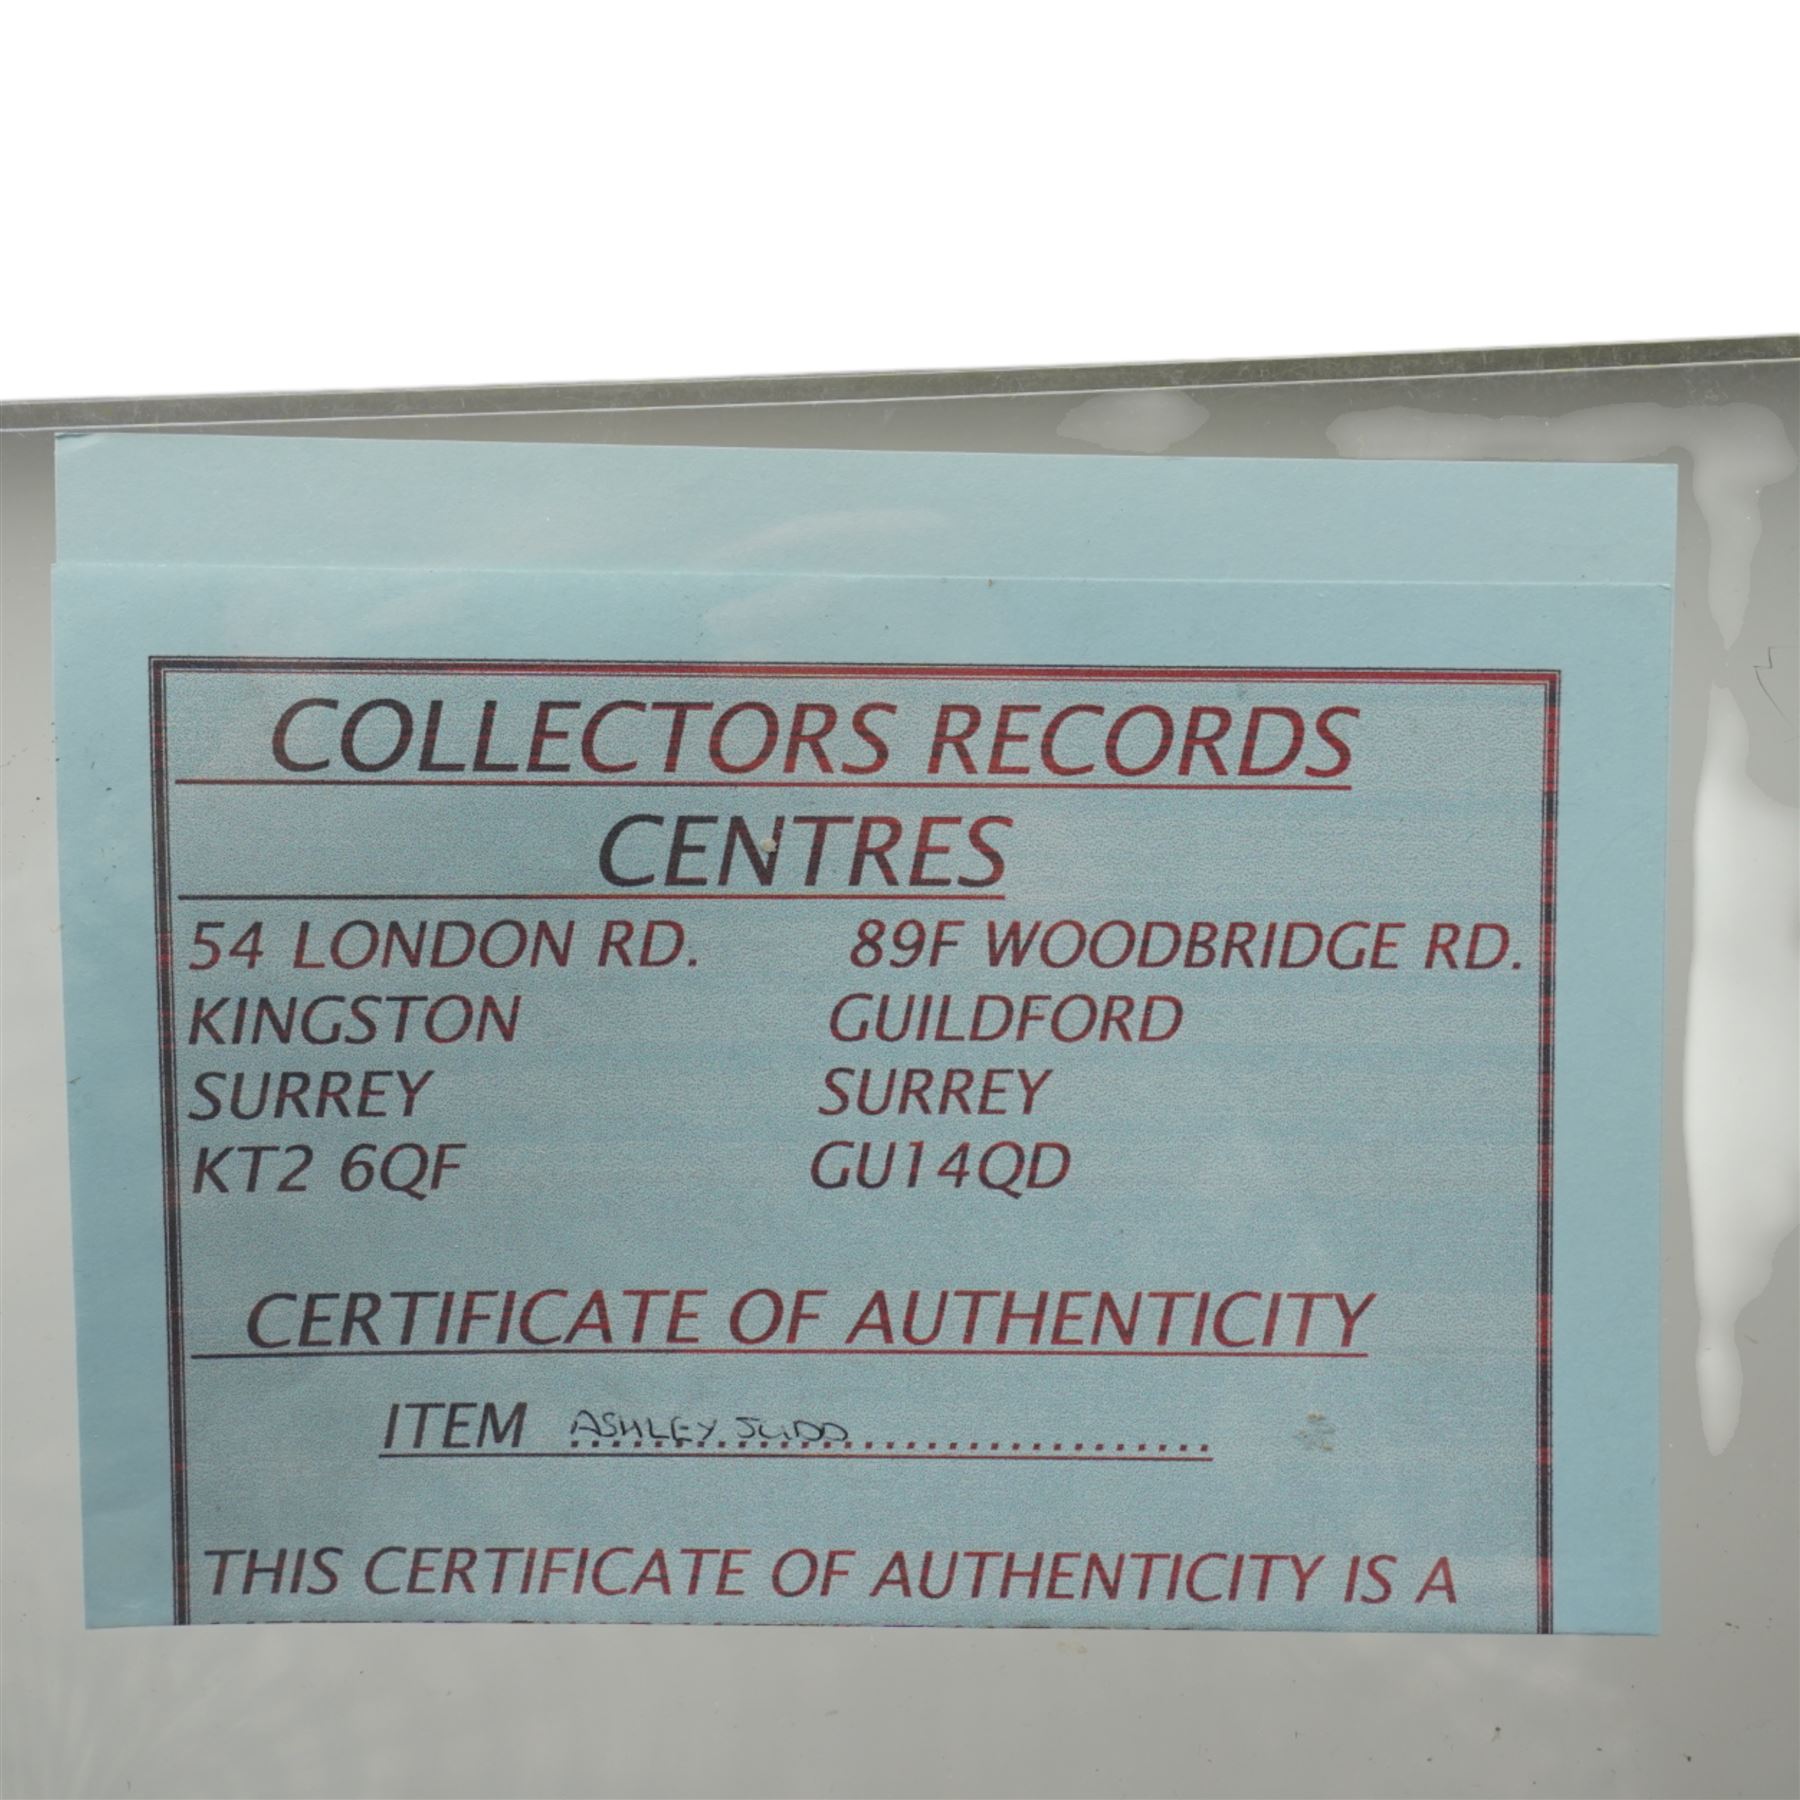 COLLECTORS RECORDS
CENTRES
54 LONDON RD. 89F WOODBRIDGE RD.
KINGSTON GUILDFORD
SURREY SURREY
KT2 6QF GU14QD
CERTIFICATE OF AUTHENTICITY
ITEM ASHLEY JUDD
THIS CERTIFICATE OF AUTHENTICITY IS A